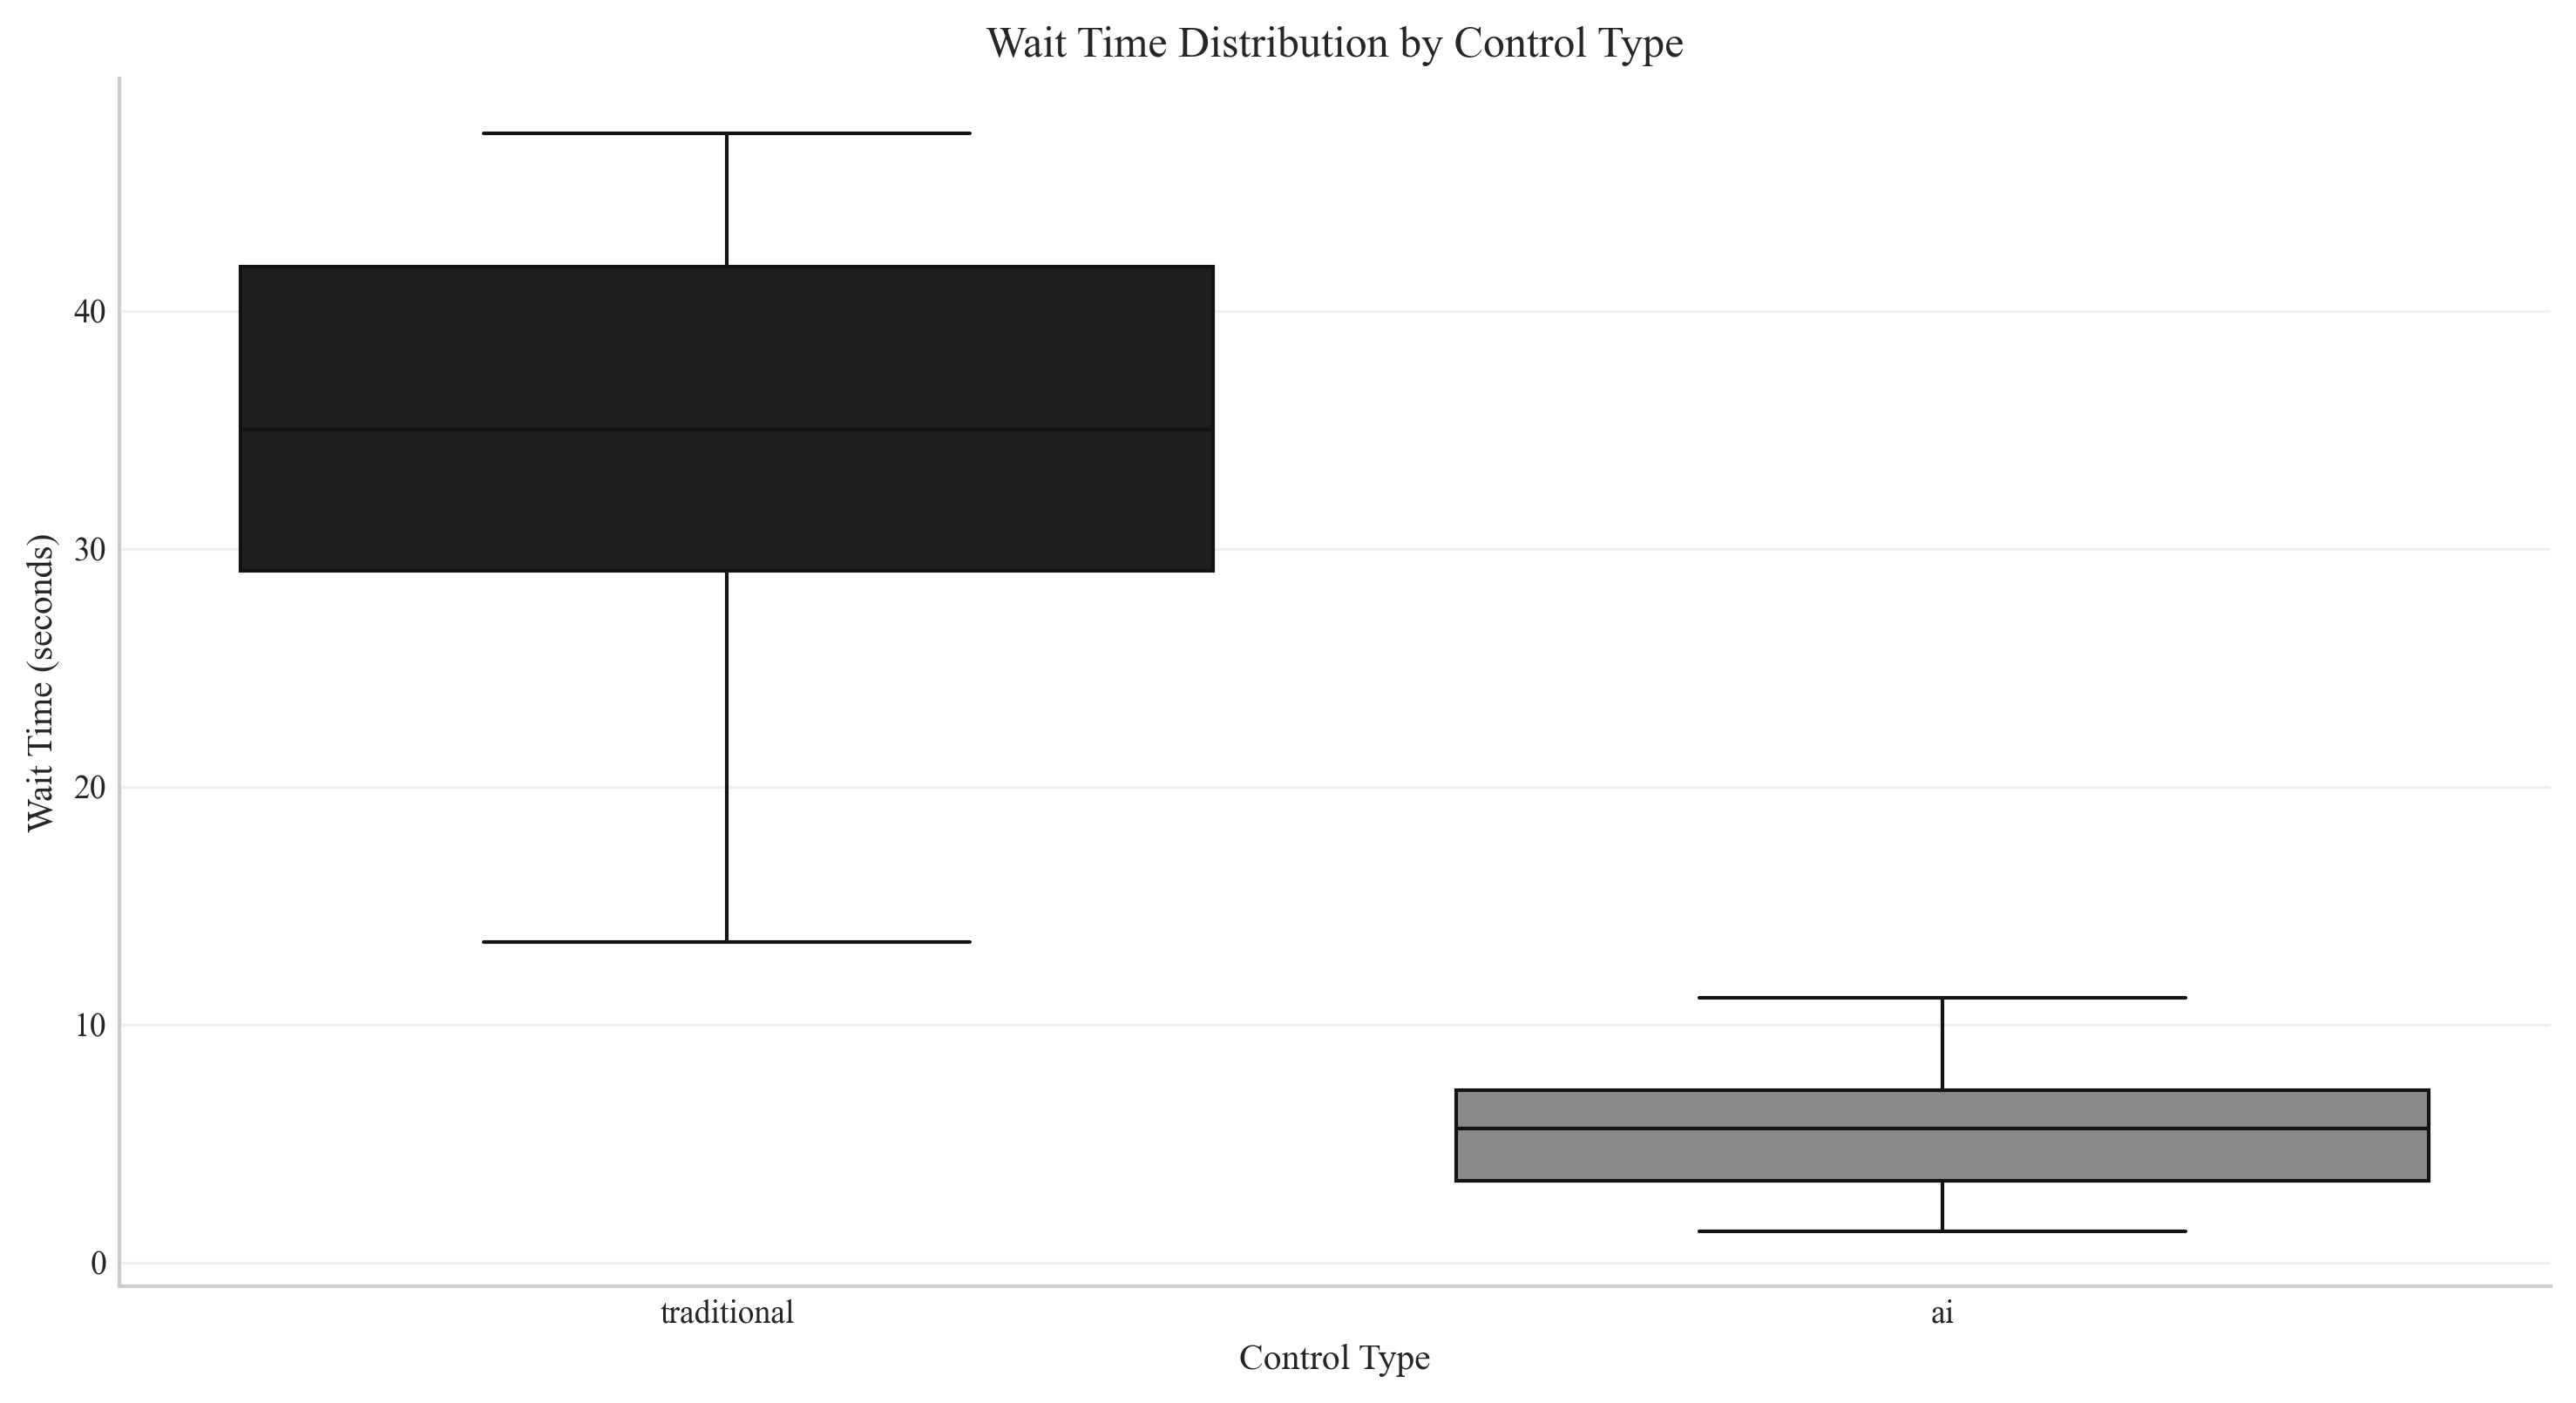 Wait Time Distribution by Control Type
Wait Time (seconds)
40
30
20
10
0
traditional
ai
Control Type